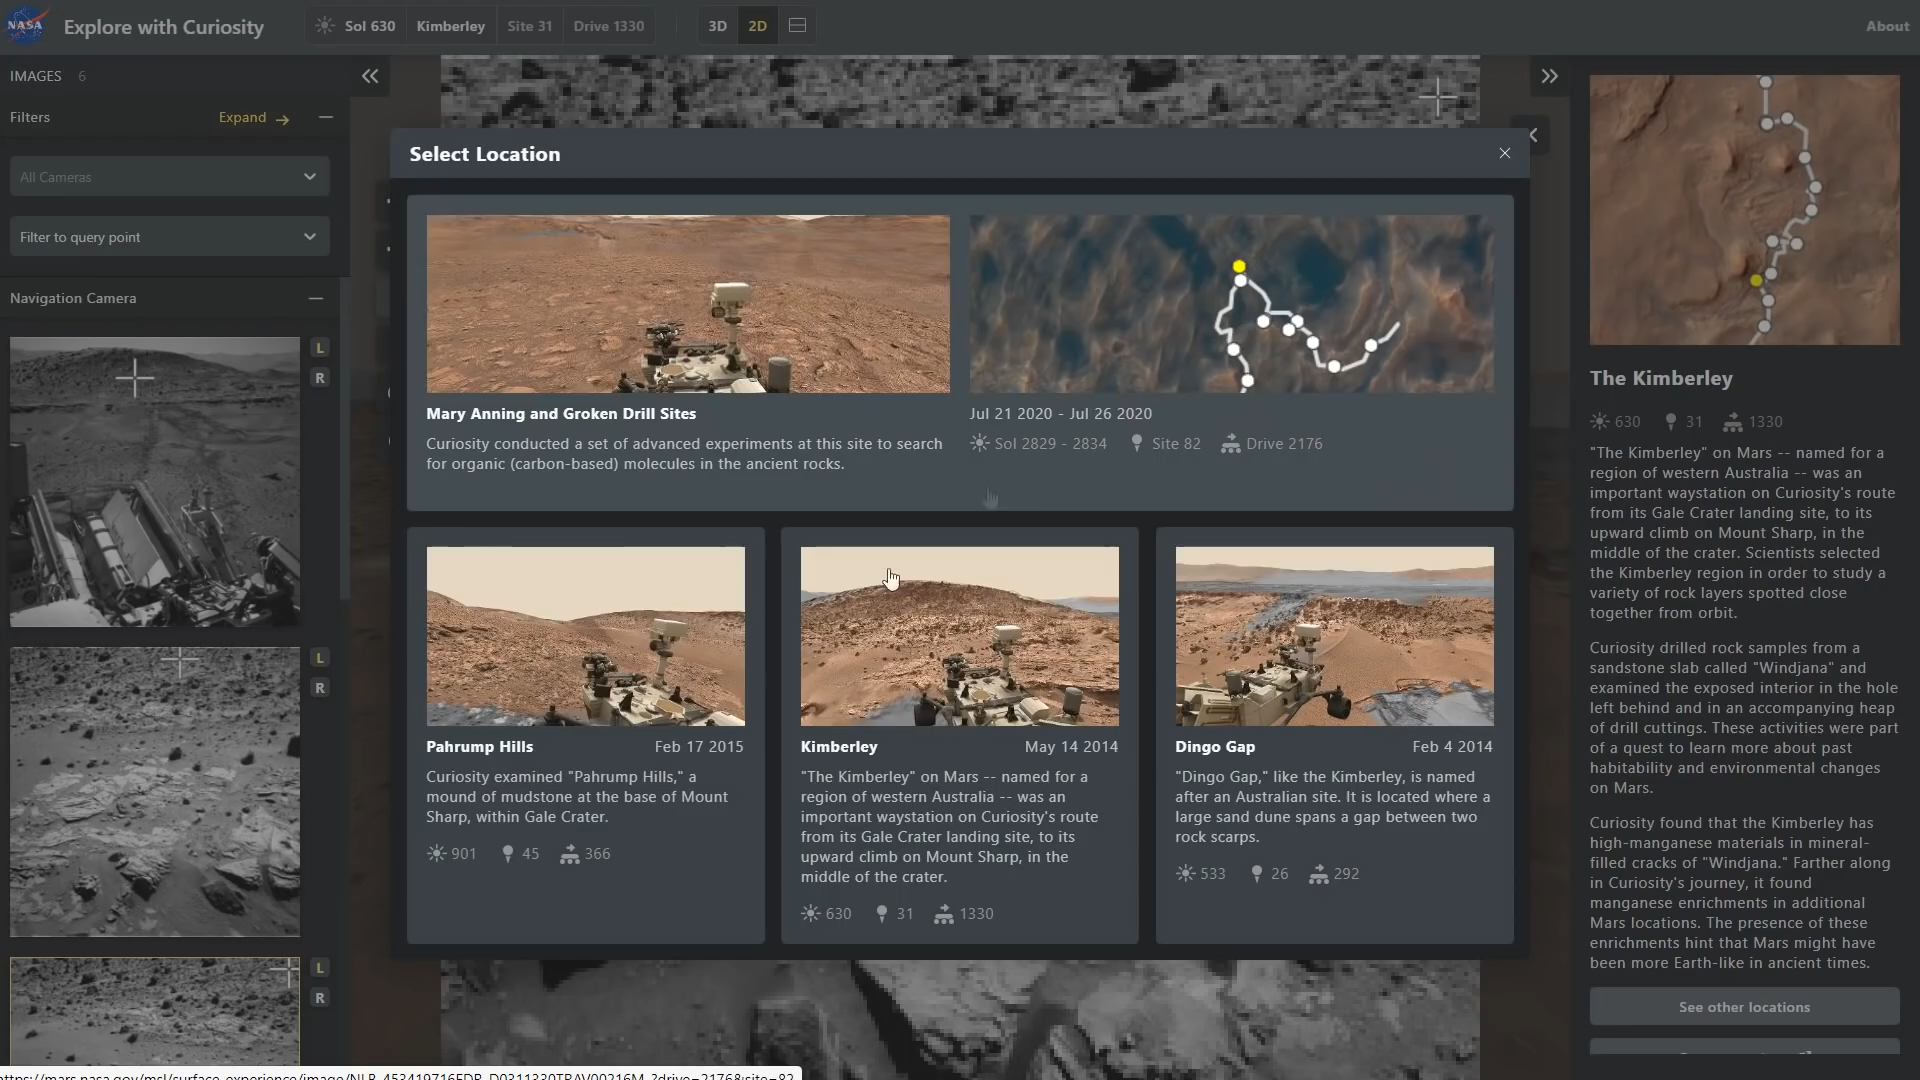 NASA
Explore with Curiosity
Sol 630
Kimberley
Site 31
Drive 1330
3D
2D
About
IMAGES 6
Filters
Expand
All Cameras
Filter to query point
Navigation Camera
L
R
L
R
L
R
Select Location
Mary Anning and Groken Drill Sites
Curiosity conducted a set of advanced experiments at this site to search
for organic (carbon-based) molecules in the ancient rocks.
Jul 21 2020 - Jul 26 2020
Sol 2829 - 2834 Site 82 Drive 2176
Pahrump Hills Feb 17 2015
Curiosity examined "Pahrump Hills," a
mound of mudstone at the base of Mount
Sharp, within Gale Crater.
901 45 366
Kimberley May 14 2014
"The Kimberley" on Mars -- named for a
region of western Australia -- was an
important waystation on Curiosity's route
from its Gale Crater landing site, to its
upward climb on Mount Sharp, in the
middle of the crater.
630 31 1330
Dingo Gap Feb 4 2014
"Dingo Gap," like the Kimberley, is named
after an Australian site. It is located where a
large sand dune spans a gap between two
rock scarps.
533 26 292
The Kimberley
630 31 1330
"The Kimberley" on Mars -- named for a
region of western Australia -- was an
important waystation on Curiosity's route
from its Gale Crater landing site, to its
upward climb on Mount Sharp, in the
middle of the crater. Scientists selected
the Kimberley region in order to study a
variety of rock layers spotted close
together from orbit.
Curiosity drilled rock samples from a
sandstone slab called "Windjana" and
examined the exposed interior in the hole
left behind and in an accompanying heap
of drill cuttings. These activities were part
of a quest to learn more about past
habitability and environmental changes
on Mars.
Curiosity found that the Kimberley has
high-manganese materials in mineral-
filled cracks of "Windjana." Farther along
in Curiosity's journey, it found
manganese enrichments in additional
Mars locations. The presence of these
enrichments hint that Mars might have
been more Earth-like in ancient times.
See other locations